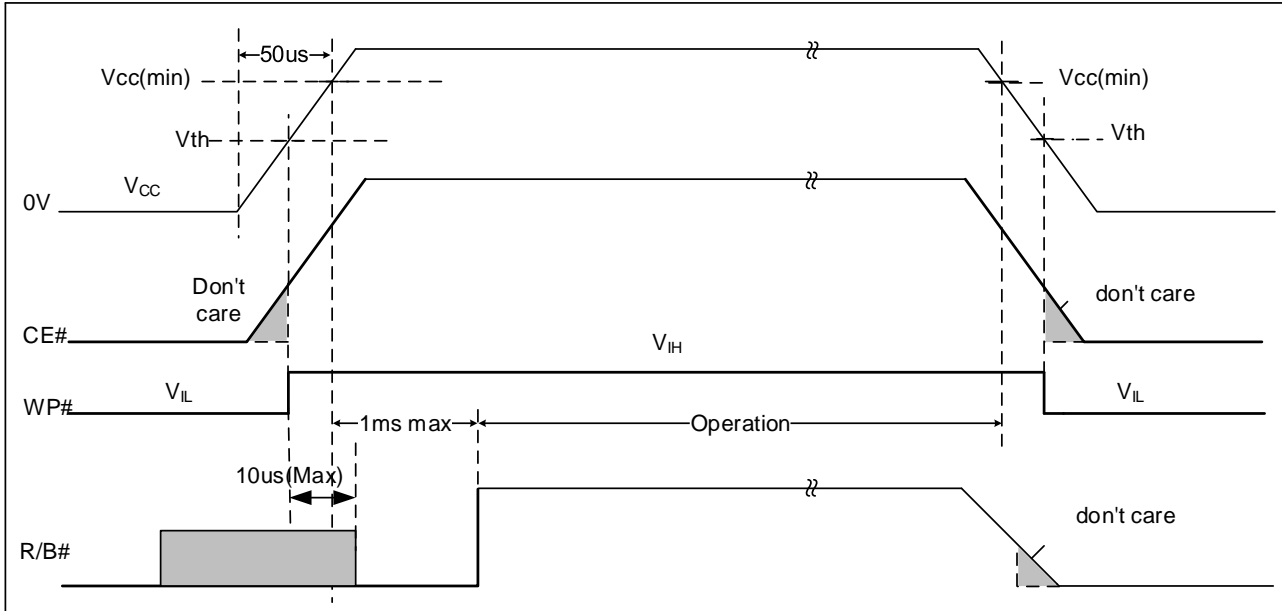 50us
Vcc(min)
Vcc(min)
Vth
Vth
VCC
0V
Don't
care
don't care
CE#
VIH
VIL
VIL
WP#
1ms max
Operation
10us(Max)
don't care
R/B#